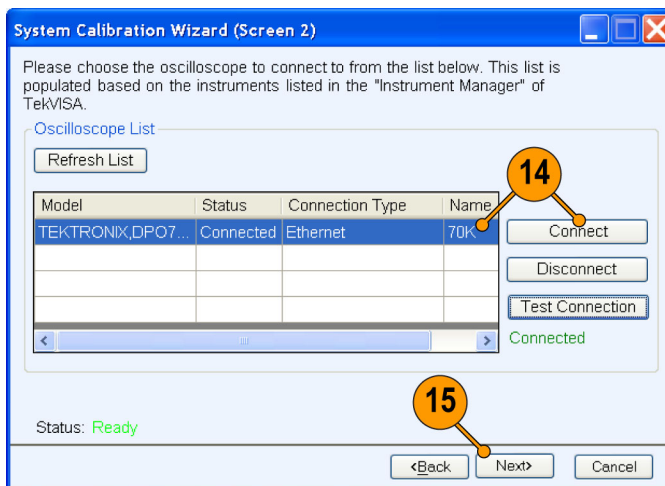 System Calibration Wizard (Screen 2)
Please choose the oscilloscope to connect to from the list below. This list is
populated based on the instruments listed in the "Instrument Manager" of
TekVISA.
Oscilloscope List
Refresh List
14
Model Status Connection Type Name
TEKTRONIX,DPO7... Connected Ethernet 70K
Connect
Disconnect
Test Connection
Connected
15
Status: Ready
<Back Next> Cancel